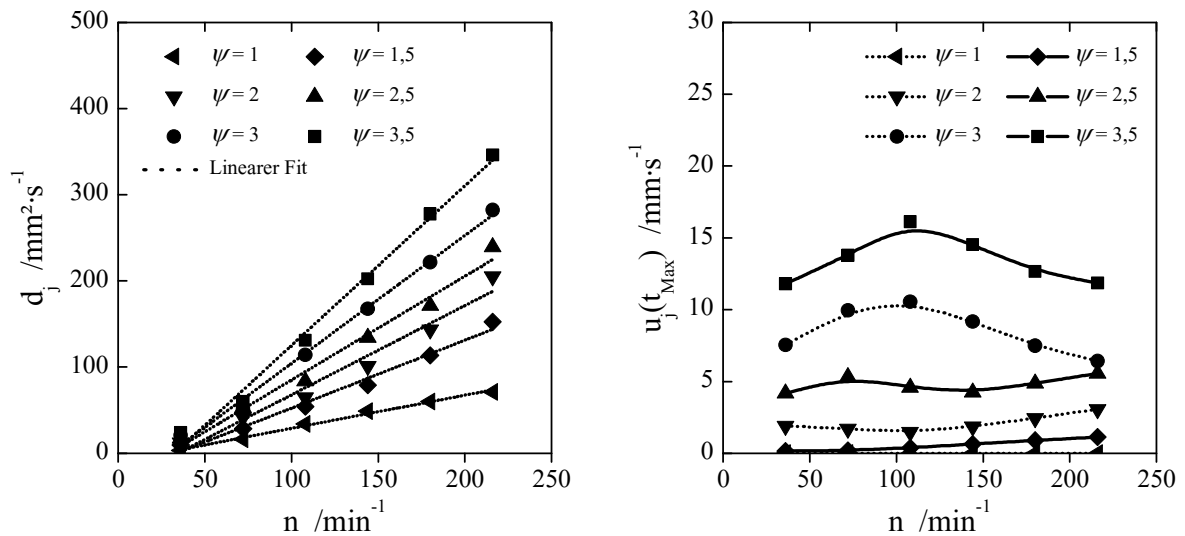 500
400
300
200
100
0
d_j /mm²·s⁻¹
ψ = 1
ψ = 1,5
ψ = 2
ψ = 2,5
ψ = 3
ψ = 3,5
Linearer Fit
0 50 100 150 200 250
n /min⁻¹
30
25
20
15
10
5
0
u_j(t_Max) /mm·s⁻¹
ψ = 1
ψ = 1,5
ψ = 2
ψ = 2,5
ψ = 3
ψ = 3,5
0 50 100 150 200 250
n /min⁻¹